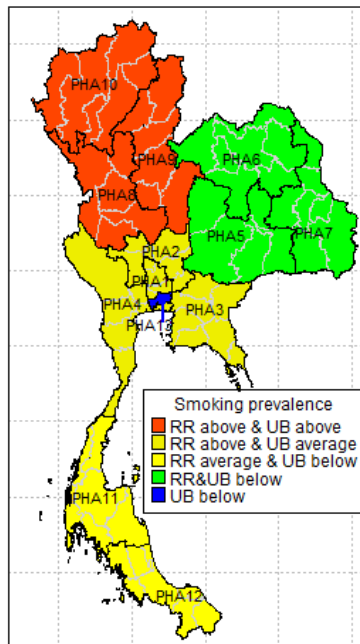 PHA10
PHA9
PHA6
PHA8
PHA7
PHA5
PHA2
PHA1
PHA4
PHA3
PHA1
Smoking prevalence
RR above & UB above
RR above & UB average
RR average & UB below
RR&UB below
UB below
PHA11
PHA12